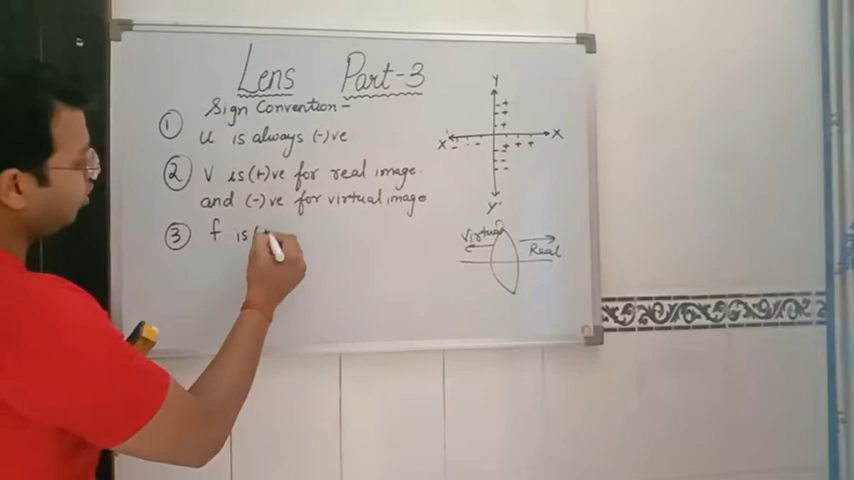 Lens Part-3
Sign Convention-
① u is always (-)ve
② v is (+)ve for real image.
and (-)ve for virtual image
③ f is (+
Y
X' X
Y'
Virtual
Real